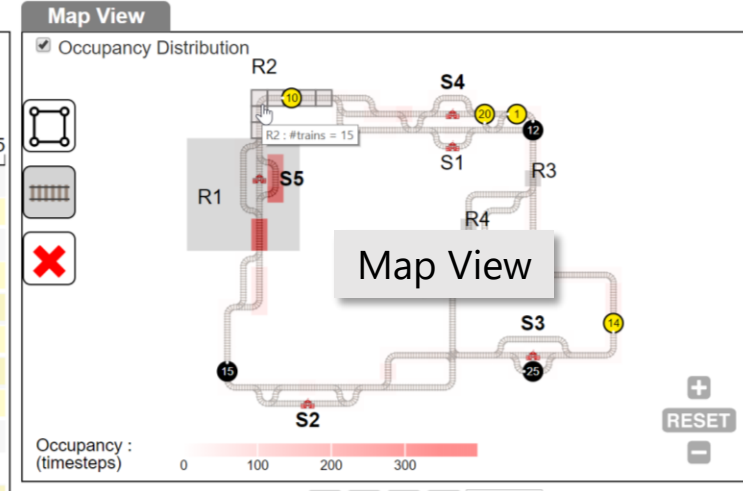 Map View
Occupancy Distribution
R2
S4
10
20
1
12
R2 : #trains = 15
S1
S5
R3
R1
R4
Map View
S3
14
15
25
S2
RESET
Occupancy :
(timesteps)
0 100 200 300
5